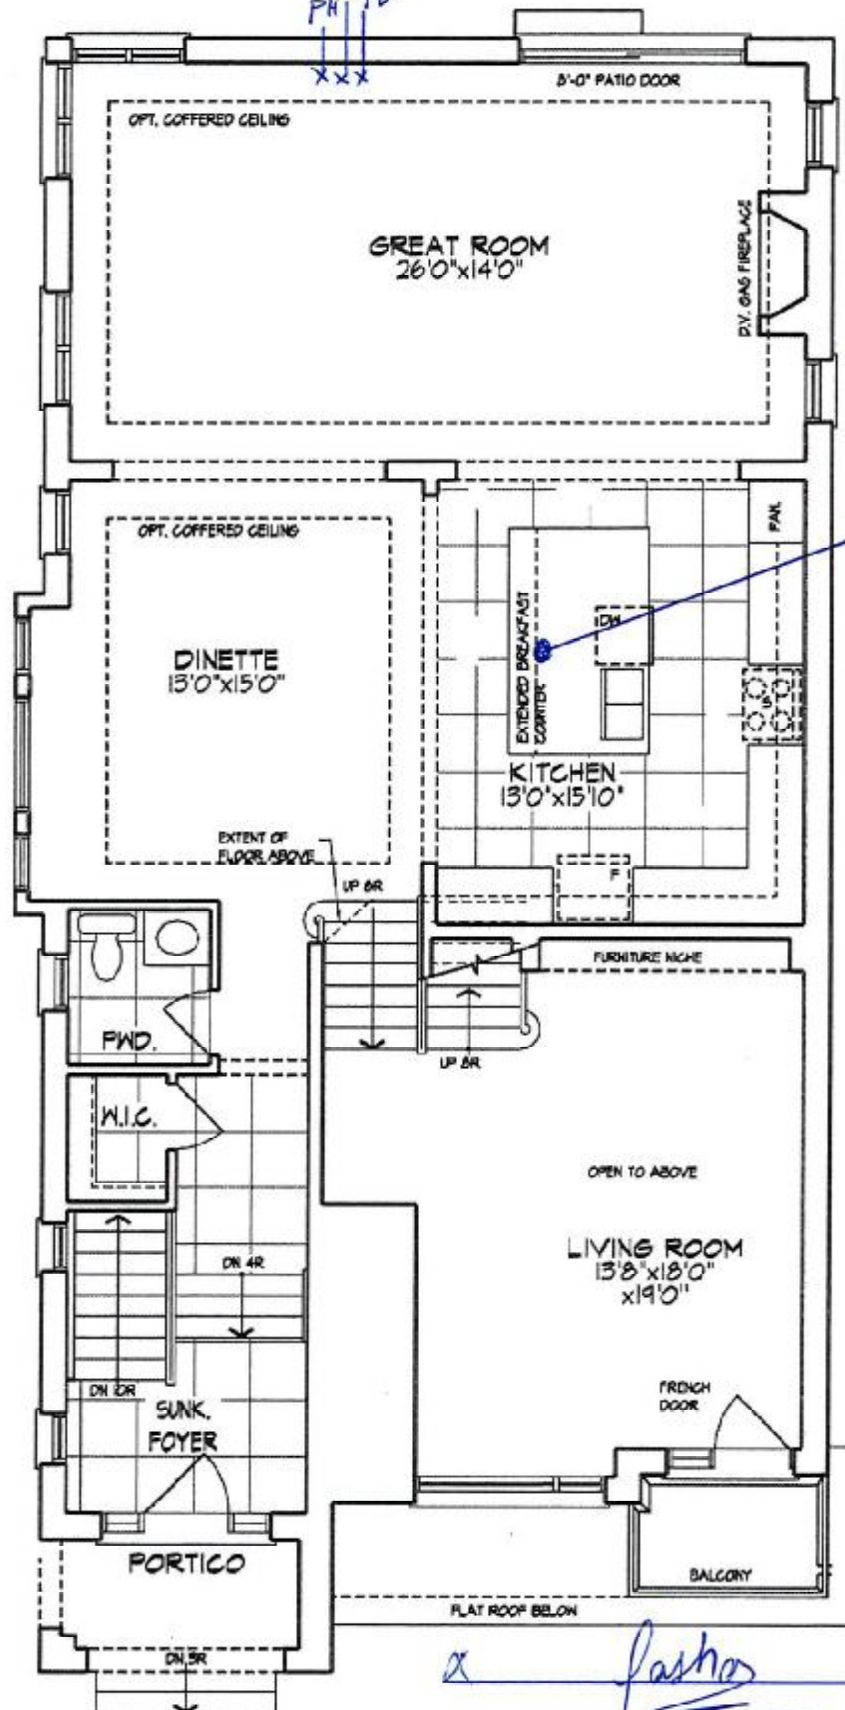 PH
8'-0" PATIO DOOR
OPT. COFFERED CEILING
GREAT ROOM
26'0"x14'0"
D.V. GAS FIREPLACE
OPT. COFFERED CEILING
PAN.
DW
EXTENDED BREAKFAST
COUNTER
DINETTE
13'0"x15'0"
KITCHEN
13'0"x15'10"
EXTENT OF
FLOOR ABOVE
F
UP 8R
FURNITURE NICHE
PWD.
UP 8R
W.I.C.
OPEN TO ABOVE
LIVING ROOM
13'8"x18'0"
x19'0"
DN 4R
DN 10R
SUNK.
FOYER
FRENCH
DOOR
PORTICO
BALCONY
FLAT ROOF BELOW
DN 5R
x